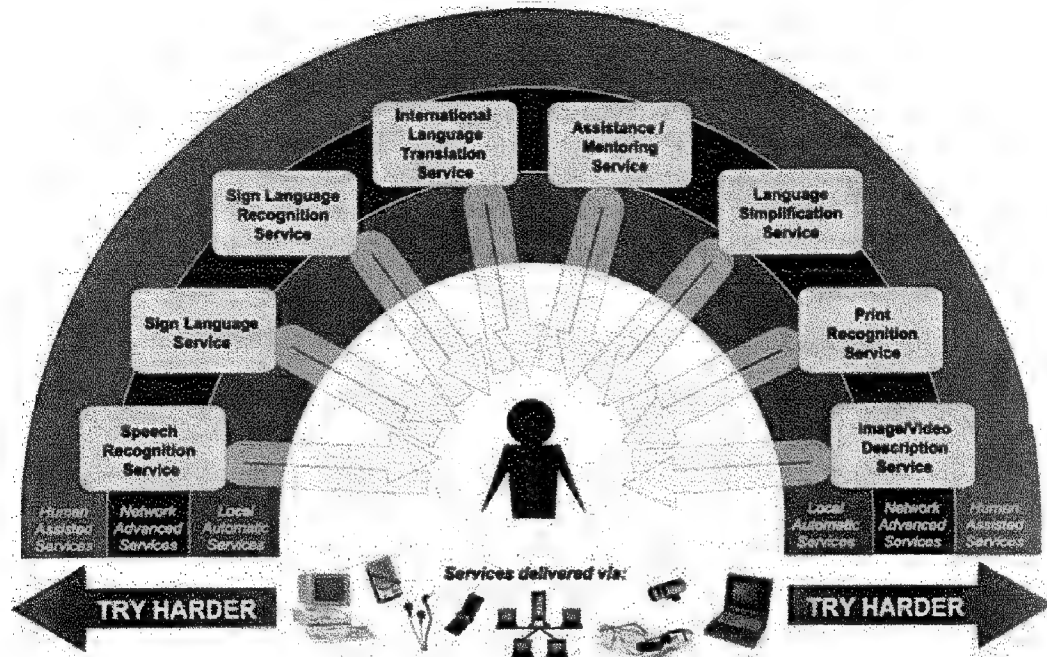 International
Language
Translation
Service
Assistance /
Mentoring
Service
Sign Language
Recognition
Service
Language
Simplification
Service
Sign Language
Service
Print
Recognition
Service
Speech
Recognition
Service
Image/Video
Description
Service
Human
Assisted
Services
Network
Advanced
Services
Local
Automatic
Services
Local
Automatic
Services
Network
Advanced
Services
Human
Assisted
Services
Services delivered via:
TRY HARDER
TRY HARDER